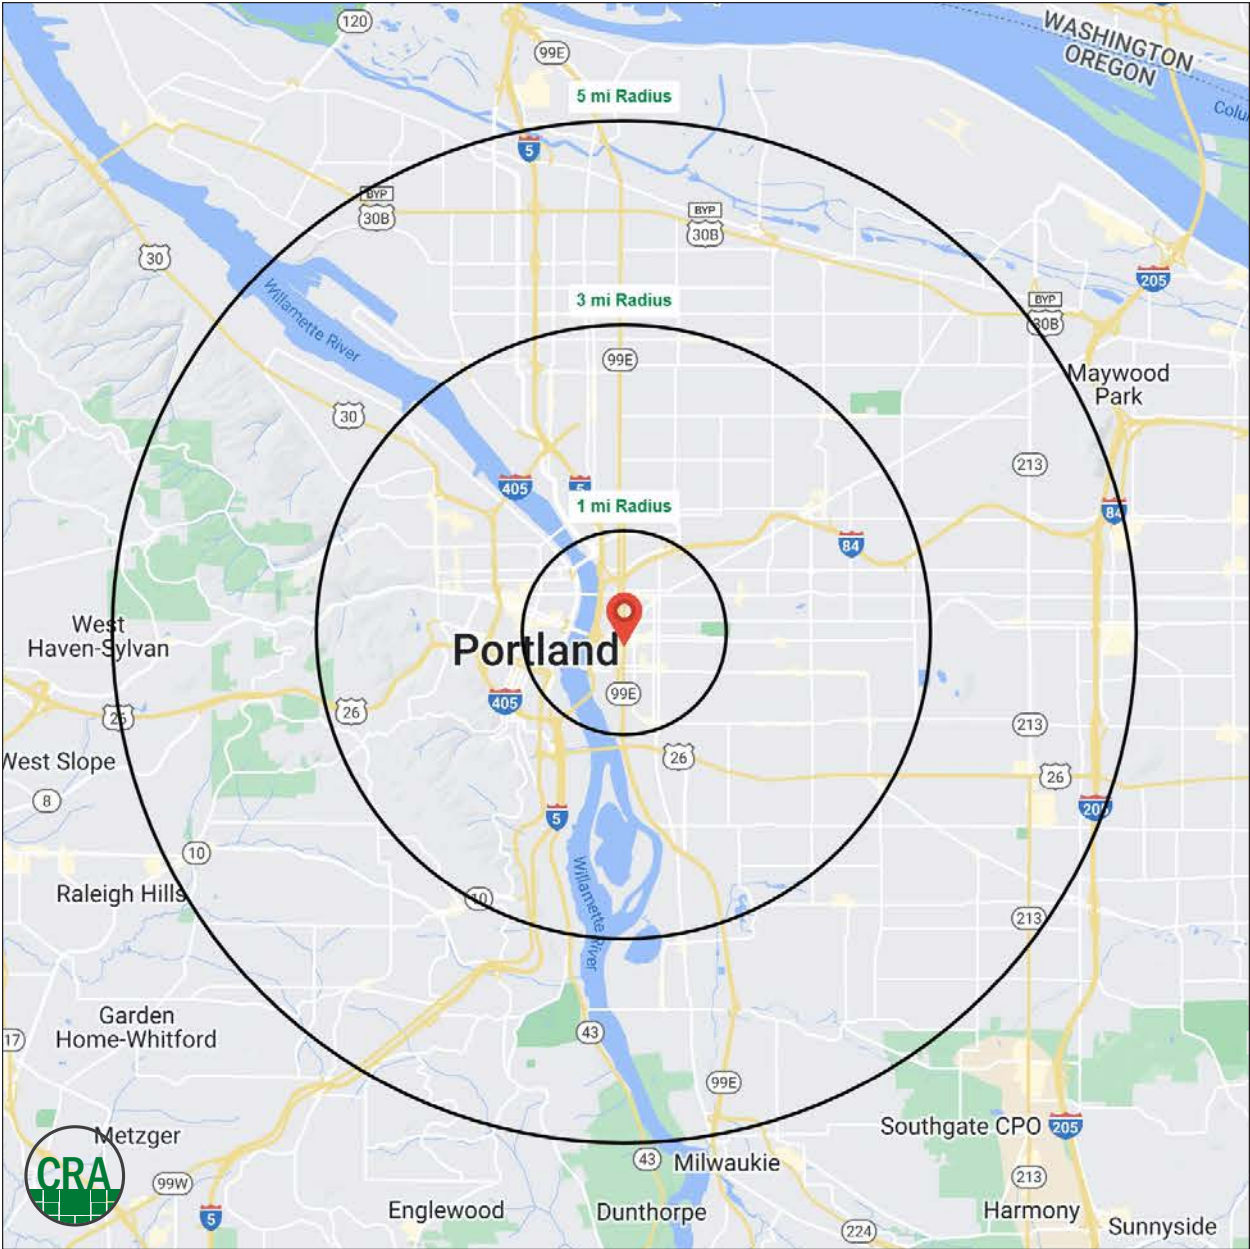 120
99E
WASHINGTON
OREGON
5 mi Radius
Colu
5
BYP
30B
BYP
30B
30
205
Willamette River
3 mi Radius
BYP
30B
99E
Maywood
Park
30
213
405
5
1 mi Radius
84
84
West
Haven-Sylvan
Portland
99E
405
26
26
213
26
West Slope
26
8
205
5
10
Raleigh Hills
10
Willamette River
213
Garden
Home-Whitford
17
43
99E
Southgate CPO
205
Metzger
43
Milwaukie
CRA
99W
213
5
Englewood
Dunthorpe
Harmony
Sunnyside
224